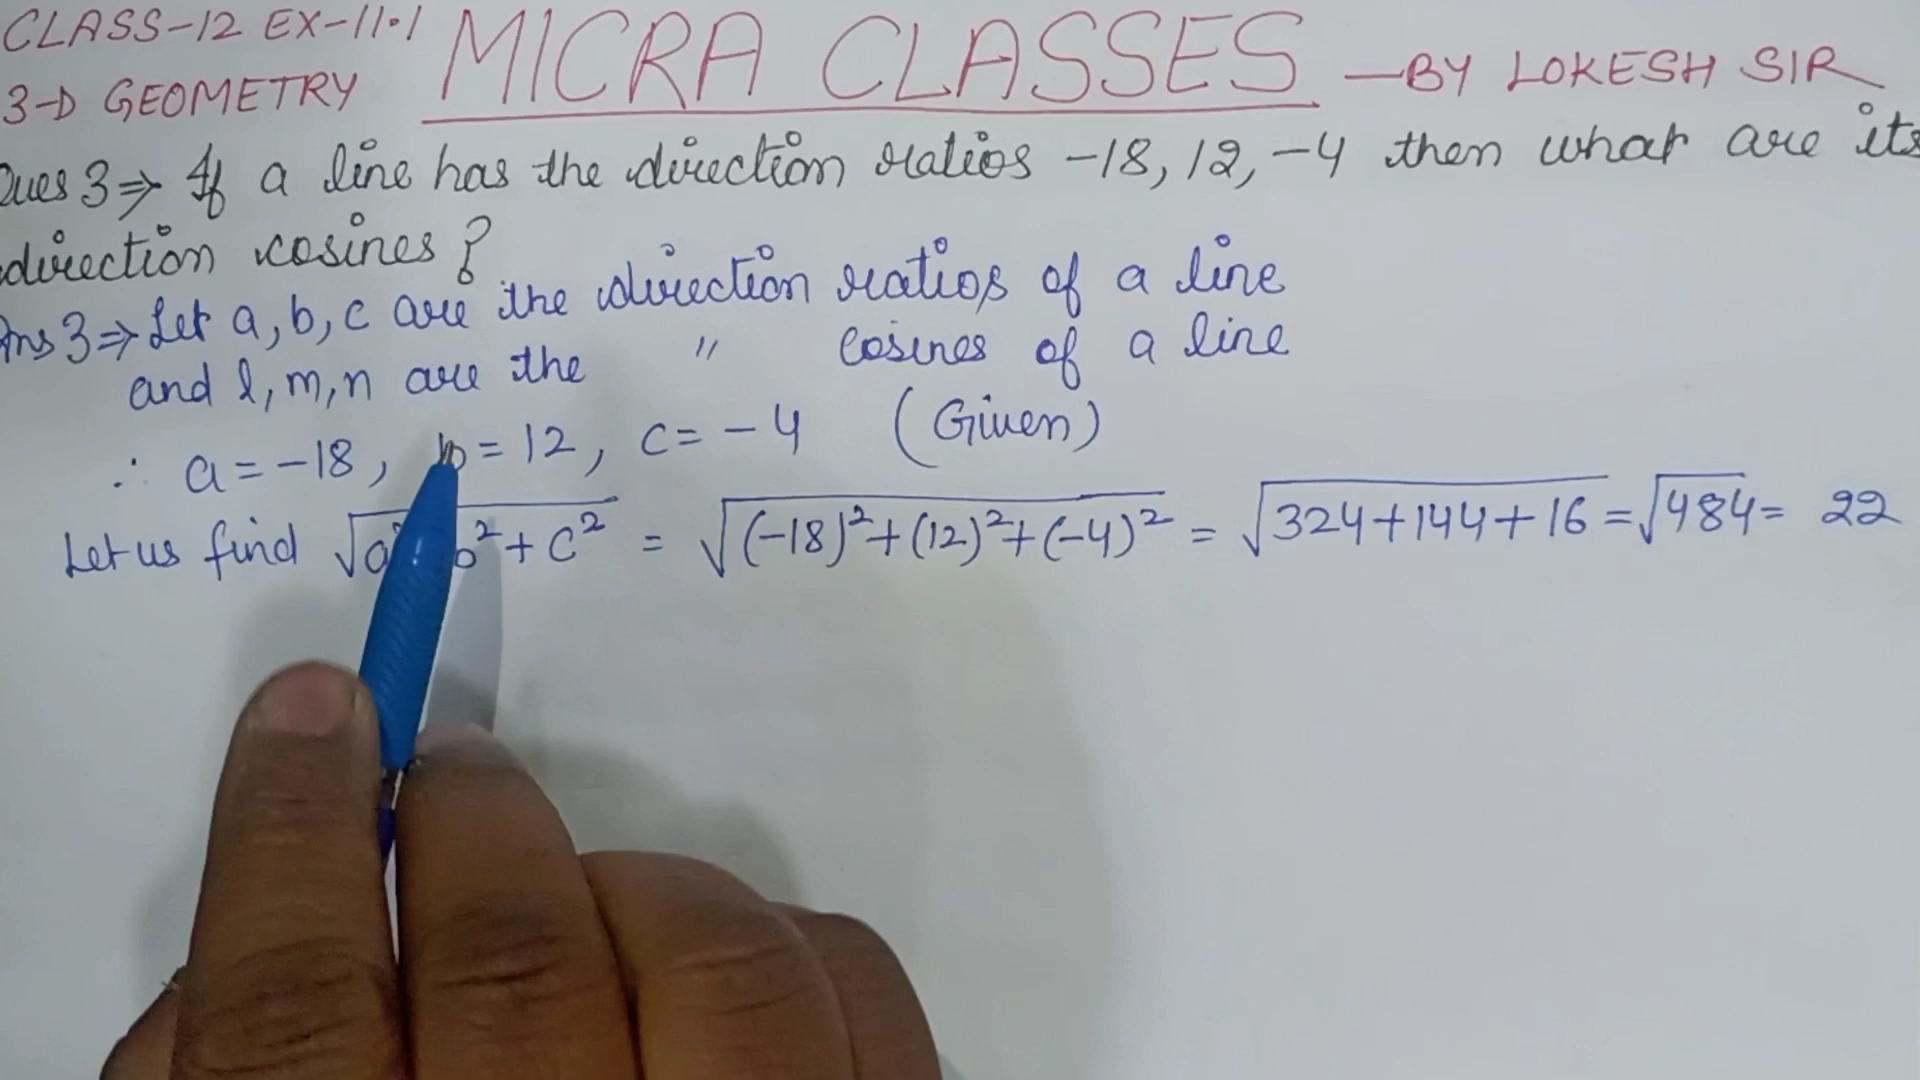 CLASS-12 EX-11.1
3-D GEOMETRY
MICRA CLASSES -BY LOKESH SIR
Ques 3⇒ If a line has the direction ratios -18, 12, -4 then what are its
direction cosines?
Ans 3⇒ Let a, b, c are the direction ratios of a line
and l, m, n are the " cosines of a line
∴ a = -18, b = 12, c = -4 (Given)
Let us find √a² b² + c² = √(-18)² + (12)² + (-4)² = √324+144+16 = √484 = 22